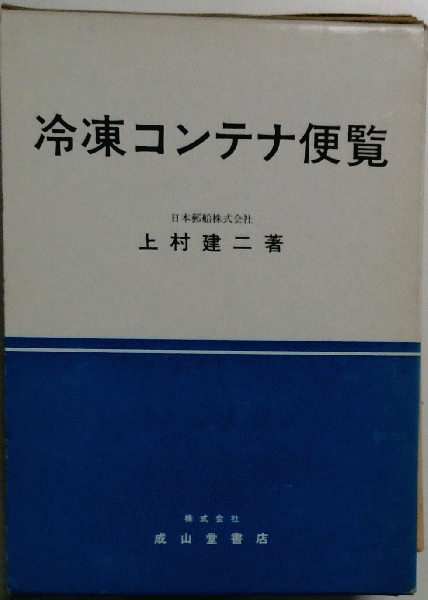 冷凍コンテナ便覧
日本郵船株式会社
上村建二著
株式会社
成山堂書店